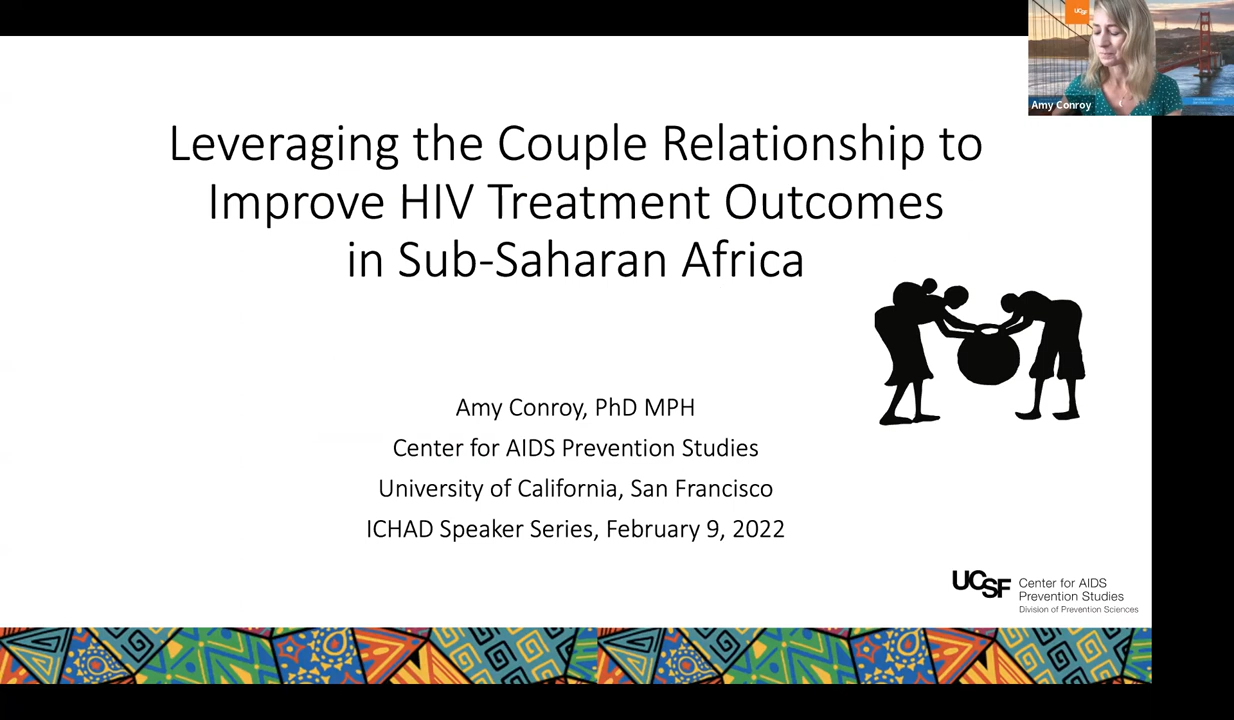 UCSF
Amy Conroy
Leveraging the Couple Relationship to
Improve HIV Treatment Outcomes
in Sub-Saharan Africa
Amy Conroy, PhD MPH
Center for AIDS Prevention Studies
University of California, San Francisco
ICHAD Speaker Series, February 9, 2022
UCSF
Center for AIDS
Prevention Studies
Division of Prevention Sciences